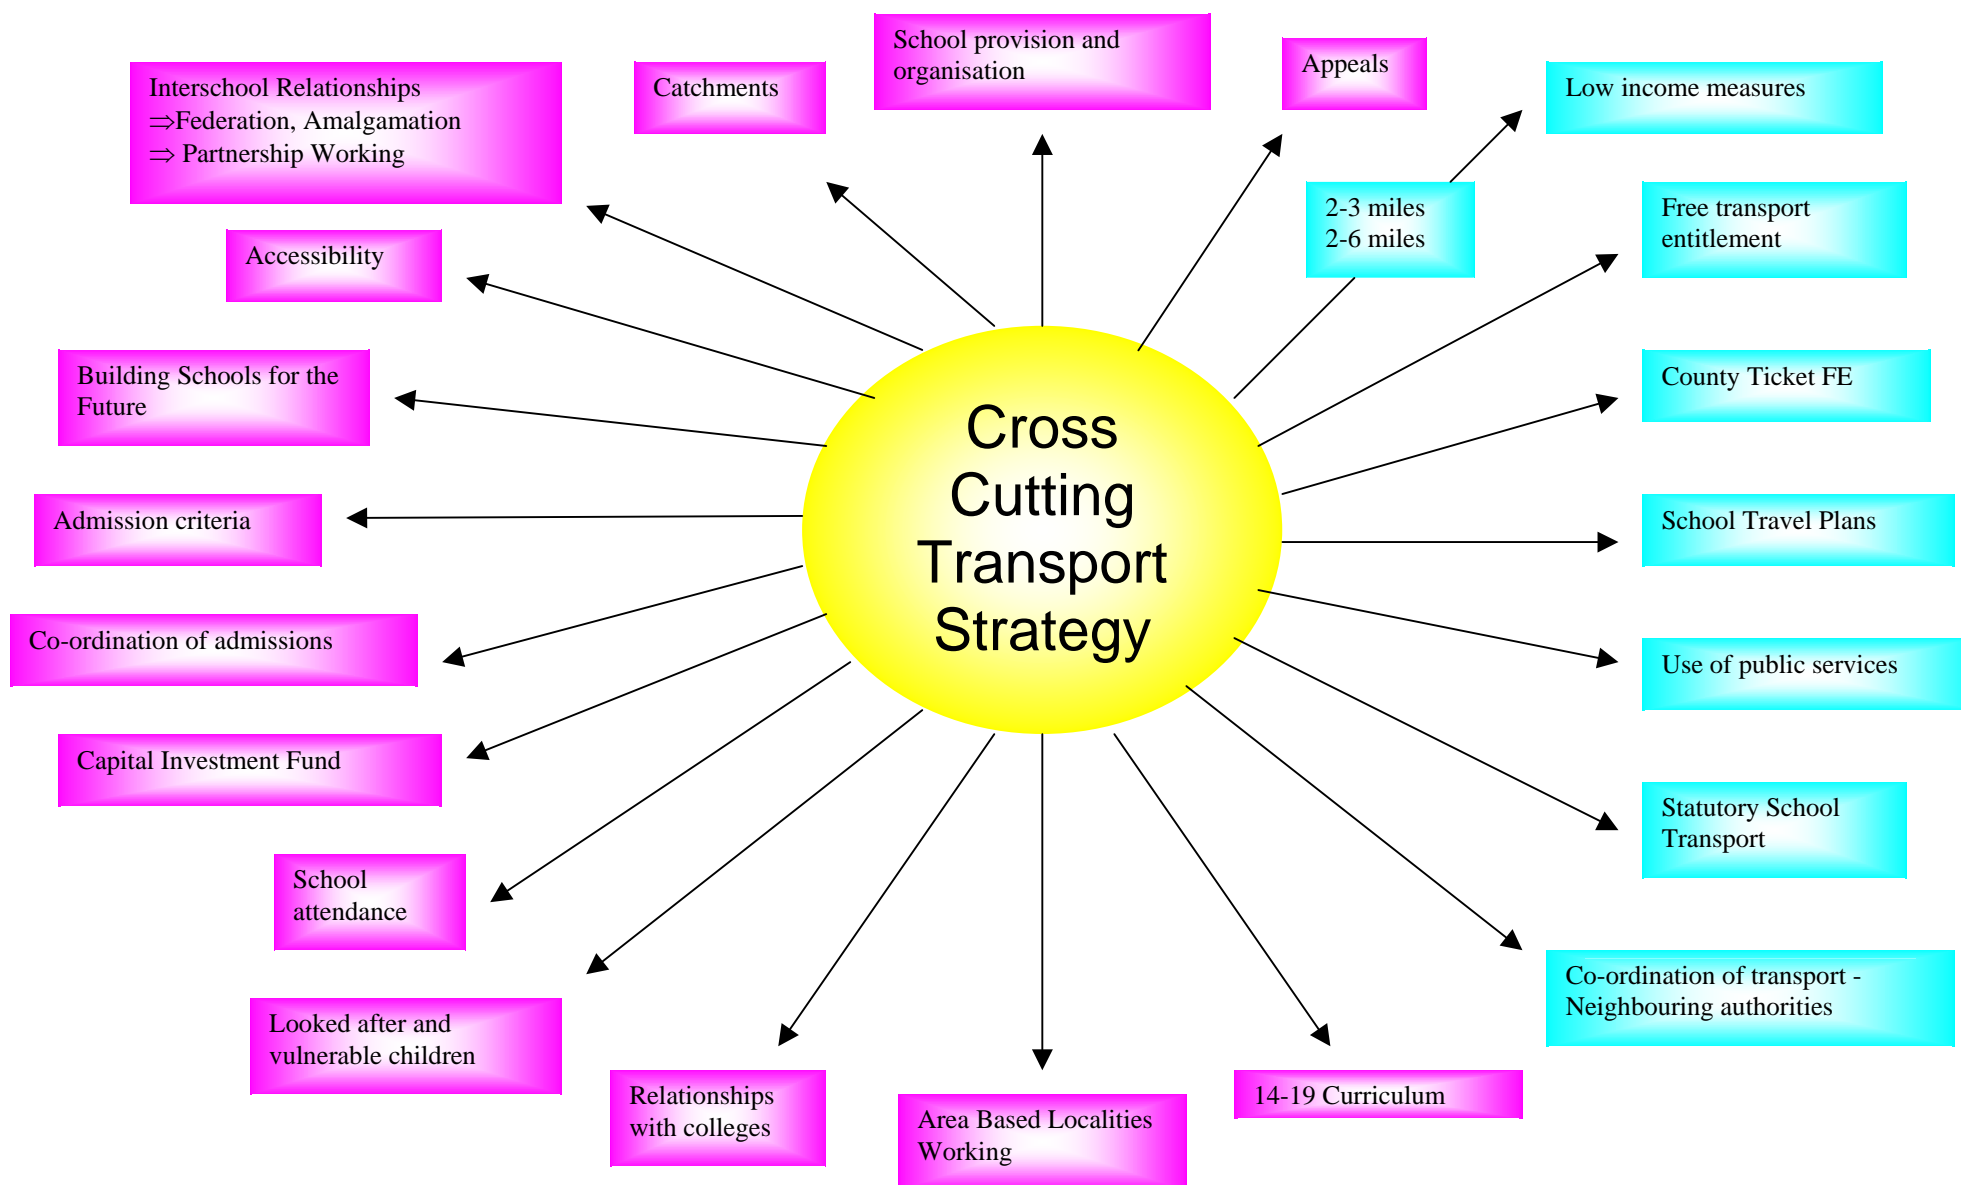 School provision and
organisation
Appeals
Interschool Relationships
⇒Federation, Amalgamation
⇒ Partnership Working
Catchments
Low income measures
2-3 miles
2-6 miles
Free transport
entitlement
Accessibility
Building Schools for the
Future
County Ticket FE
Cross
Cutting
Transport
Strategy
Admission criteria
School Travel Plans
Co-ordination of admissions
Use of public services
Capital Investment Fund
Statutory School
Transport
School
attendance
Co-ordination of transport -
Neighbouring authorities
Looked after and
vulnerable children
Relationships
with colleges
Area Based Localities
Working
14-19 Curriculum